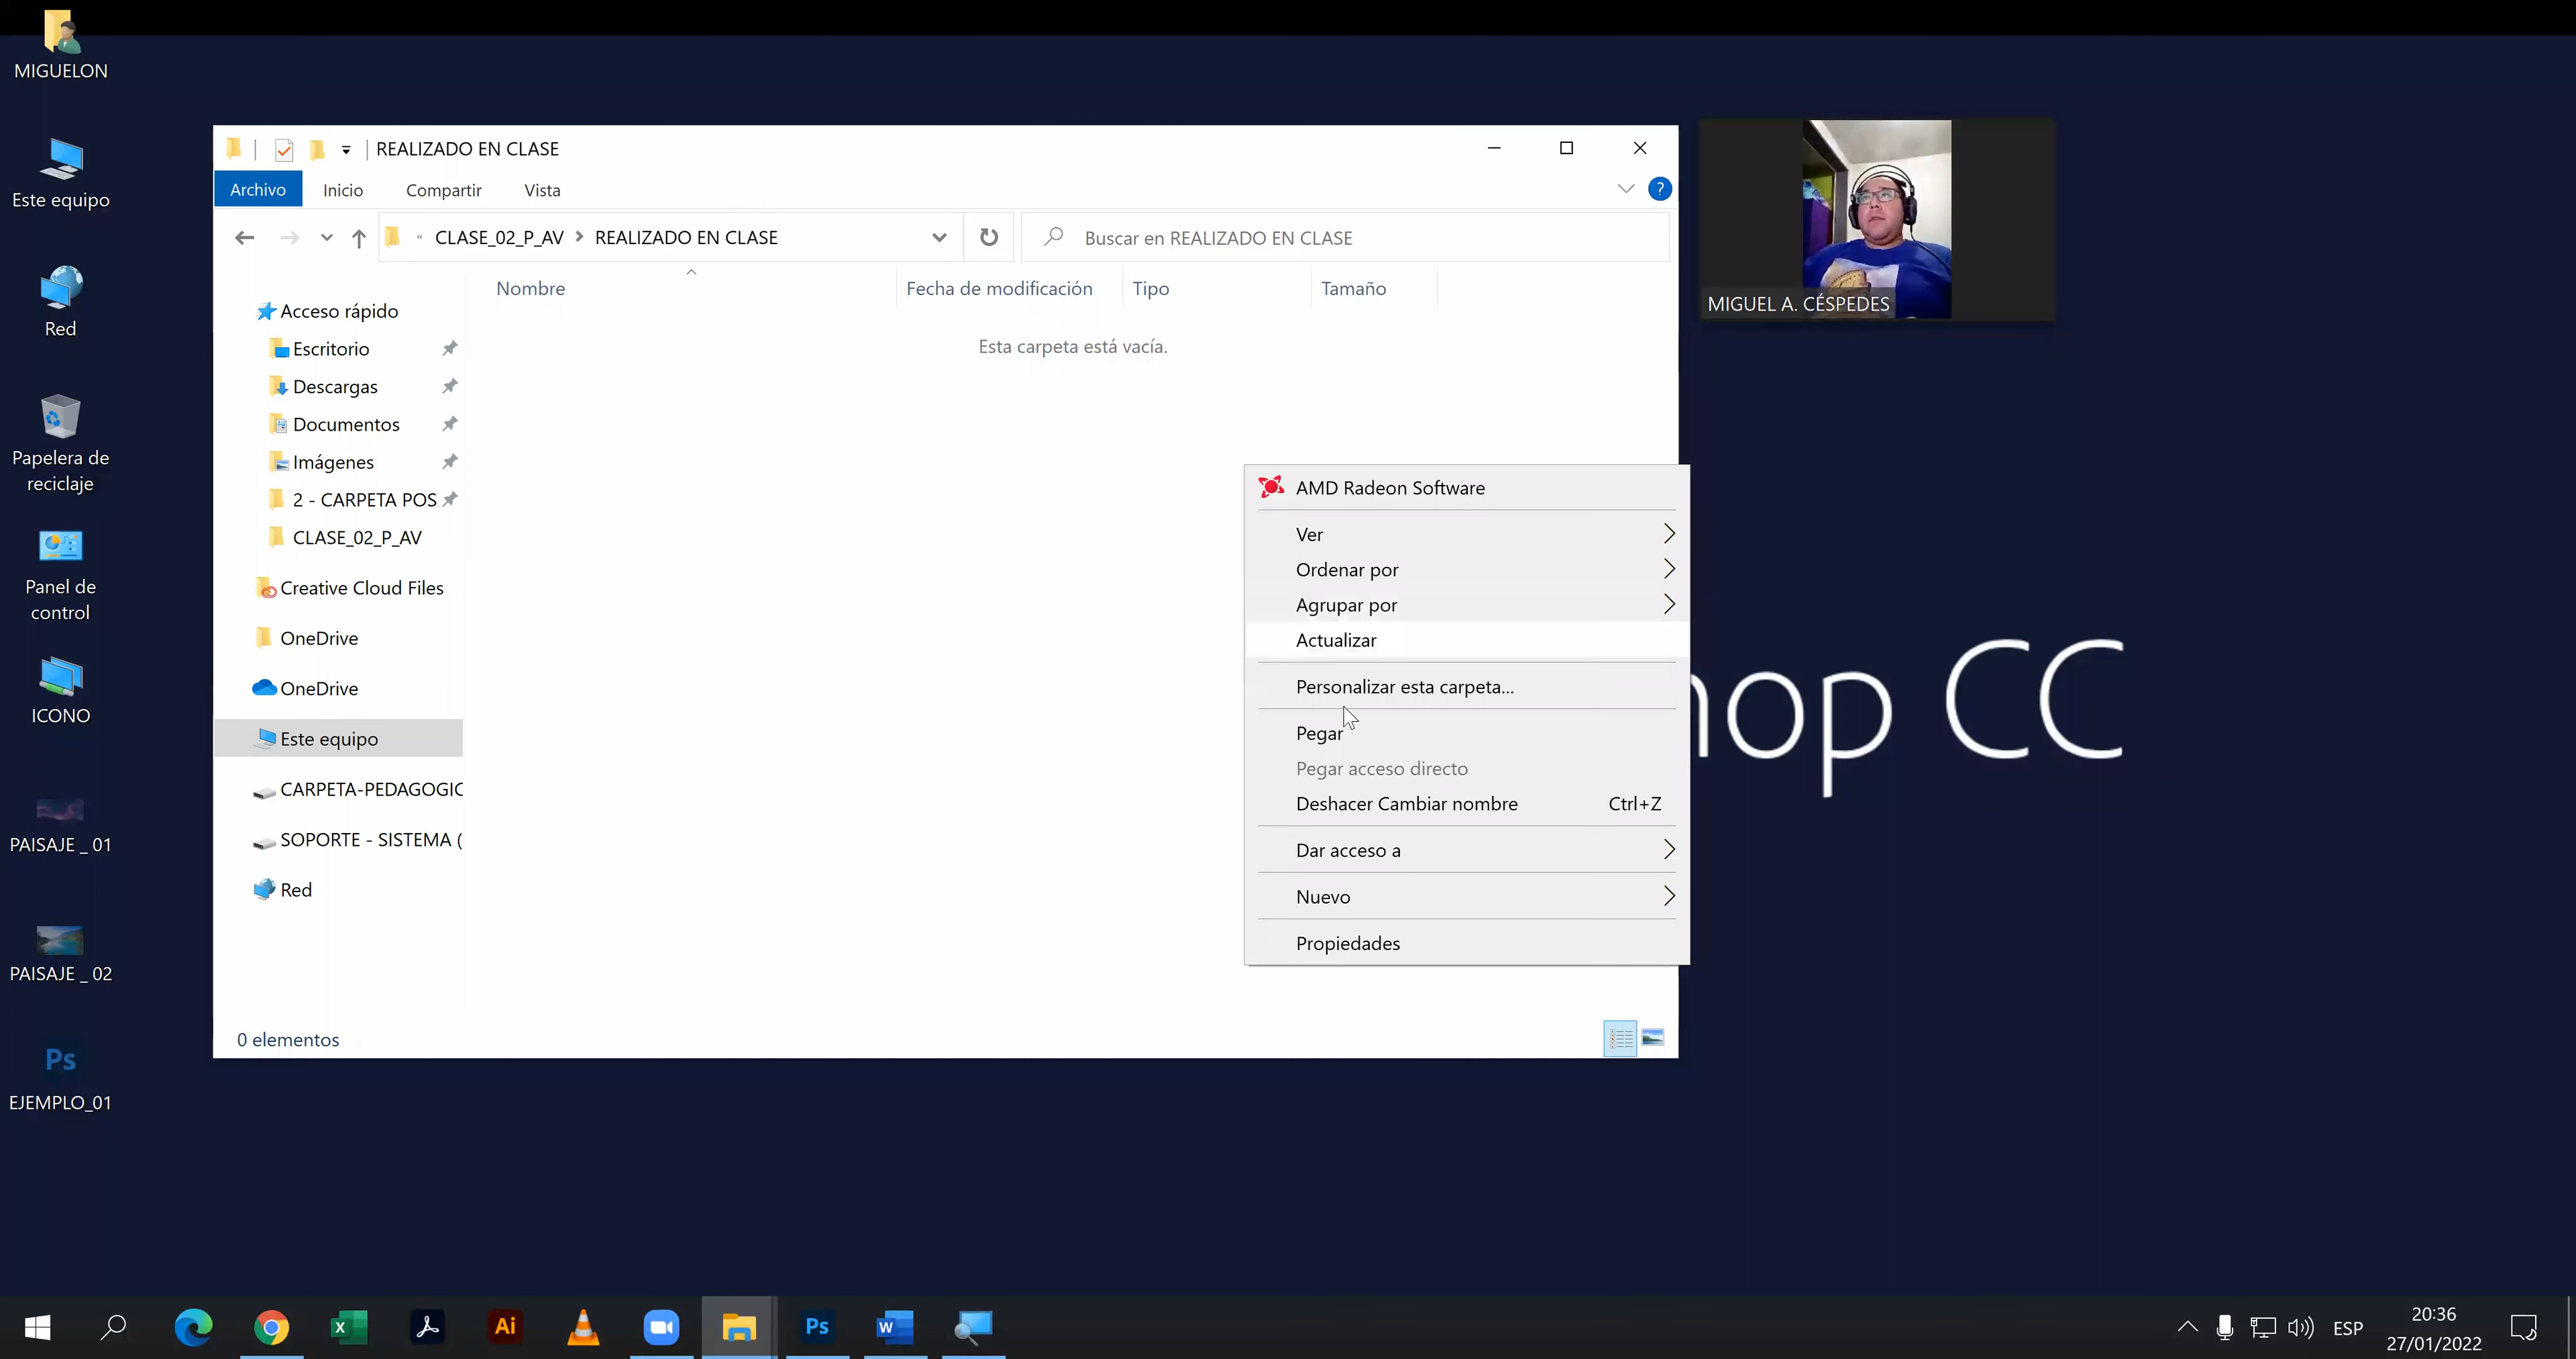 MIGUELON
Este equipo
Red
Papelera de
reciclaje
Panel de
control
ICONO
PAISAJE _ 01
PAISAJE _ 02
Ps
EJEMPLO_01
REALIZADO EN CLASE
Archivo Inicio Compartir Vista
?
« CLASE_02_P_AV > REALIZADO EN CLASE
Buscar en REALIZADO EN CLASE
Nombre Fecha de modificación Tipo Tamaño
Esta carpeta está vacía.
Acceso rápido
Escritorio
Descargas
Documentos
Imágenes
2 - CARPETA POS
CLASE_02_P_AV
Creative Cloud Files
OneDrive
OneDrive
Este equipo
CARPETA-PEDAGOGIC
SOPORTE - SISTEMA (
Red
0 elementos
AMD Radeon Software
Ver
Ordenar por
Agrupar por
Actualizar
Personalizar esta carpeta...
Pegar
Pegar acceso directo
Deshacer Cambiar nombre Ctrl+Z
Dar acceso a
Nuevo
Propiedades
MIGUEL A. CÉSPEDES
hop CC
X
Ai
Ps
W
ESP
20:36
27/01/2022